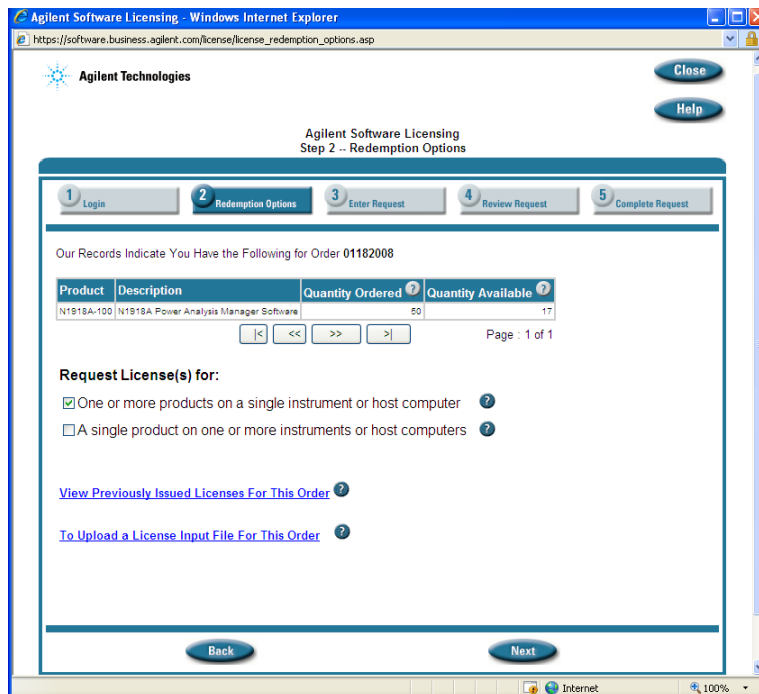 Agilent Software Licensing - Windows Internet Explorer
https://software.business.agilent.com/license/license_redemption_options.asp
Agilent Technologies
Close
Help
Agilent Software Licensing
Step 2 -- Redemption Options
1 Login 2 Redemption Options 3 Enter Request 4 Review Request 5 Complete Request
Our Records Indicate You Have the Following for Order 01182008
Product Description Quantity Ordered ? Quantity Available ?
N1918A-100 N1918A Power Analysis Manager Software 50 17
|< << >> >| Page : 1 of 1
Request License(s) for:
One or more products on a single instrument or host computer ?
A single product on one or more instruments or host computers ?
View Previously Issued Licenses For This Order ?
To Upload a License Input File For This Order ?
Back Next
Internet 100%